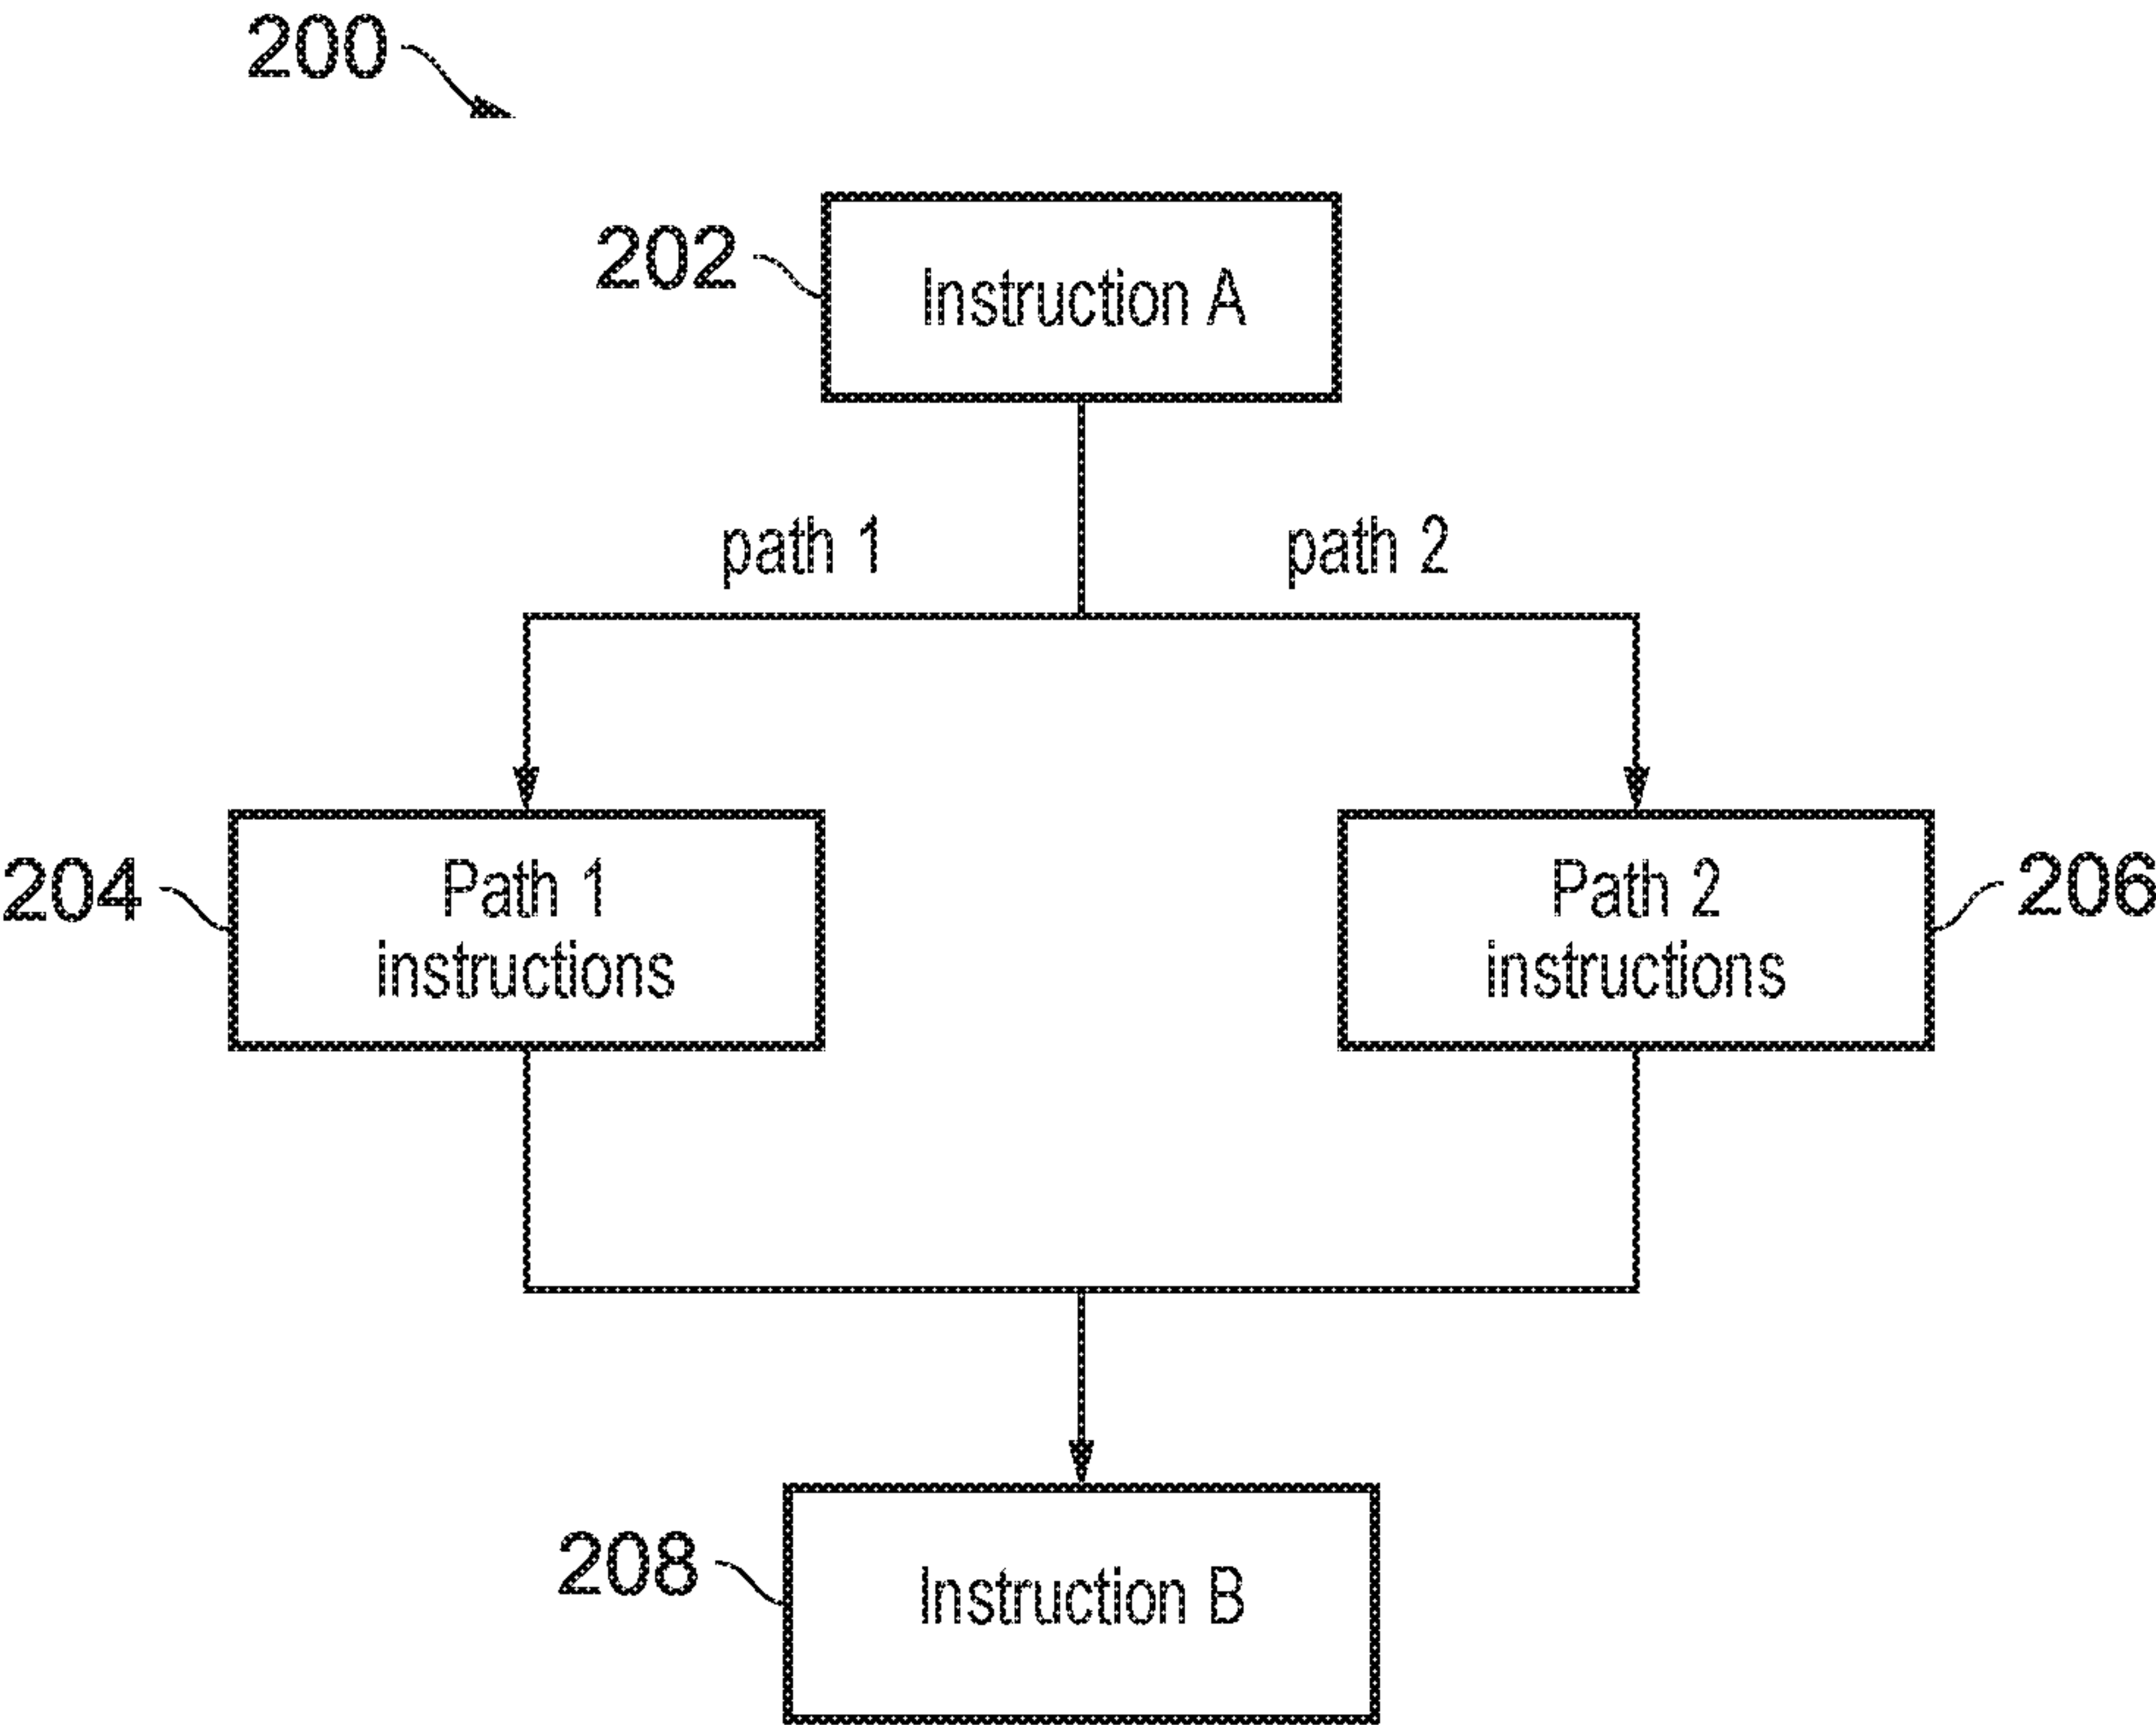 200
202
Instruction A
path 1
path 2
204
Path 1
instructions
Path 2
instructions
206
208
Instruction B